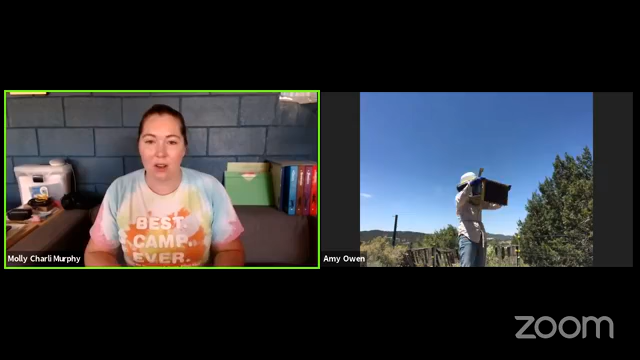 BEST.
CAMP.
EVER.
Molly Charli Murphy
Amy Owen
zoom